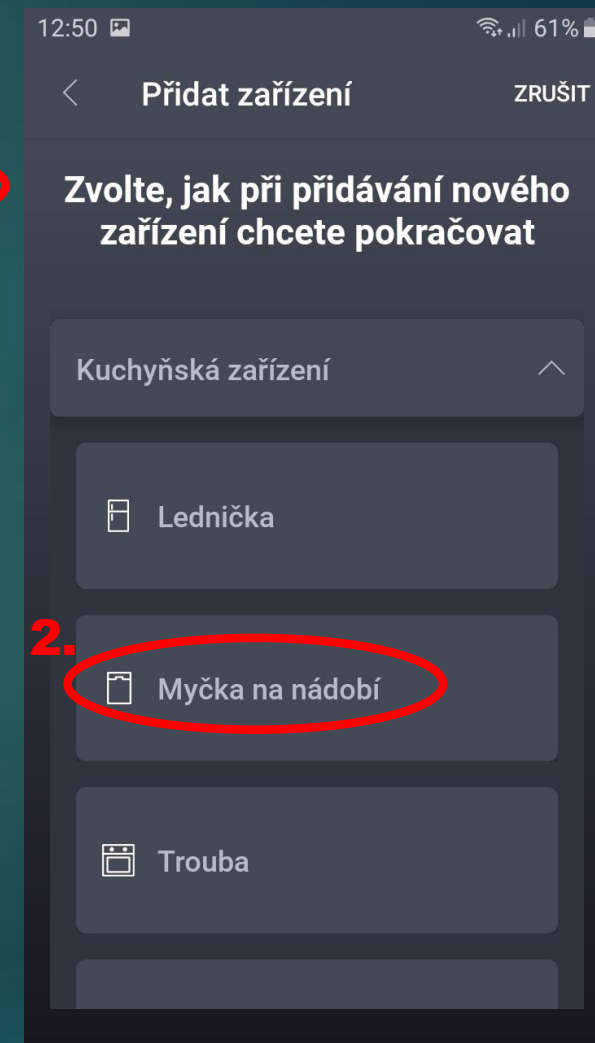 12:50 61%
Přidat zařízení ZRUŠIT
Zvolte, jak při přidávání nového
zařízení chcete pokračovat
Kuchyňská zařízení
Lednička
2.
Myčka na nádobí
Trouba